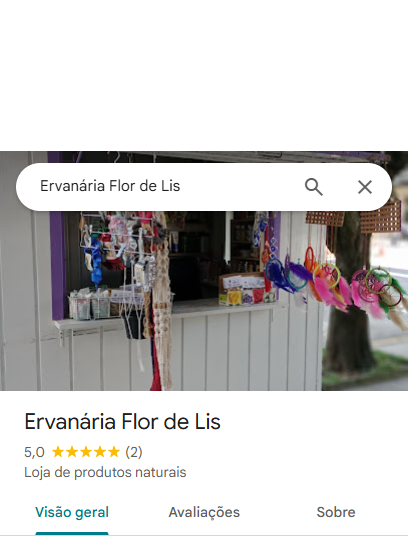 Ervanária Flor de Lis
Ervanária Flor de Lis
5,0 ★★★★★ (2)
Loja de produtos naturais
Visão geral Avaliações Sobre